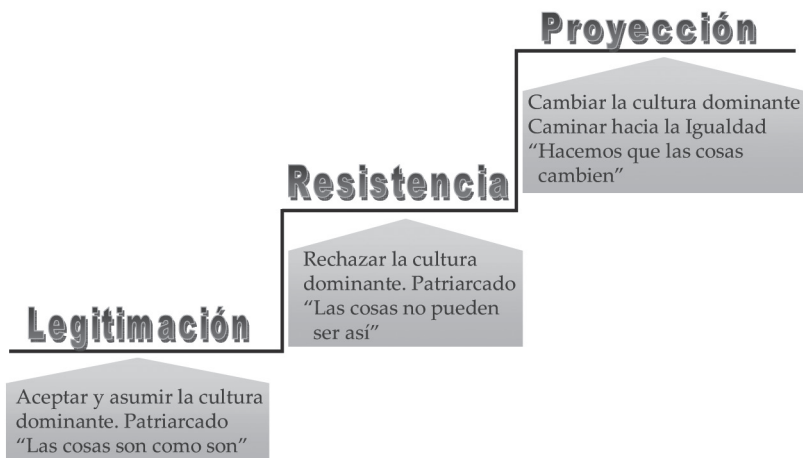 Proyección
Cambiar la cultura dominante
Caminar hacia la Igualdad
“Hacemos que las cosas
cambien”
Resistencia
Rechazar la cultura
dominante. Patriarcado
“Las cosas no pueden
ser así”
Legitimación
Aceptar y asumir la cultura
dominante. Patriarcado
“Las cosas son como son”